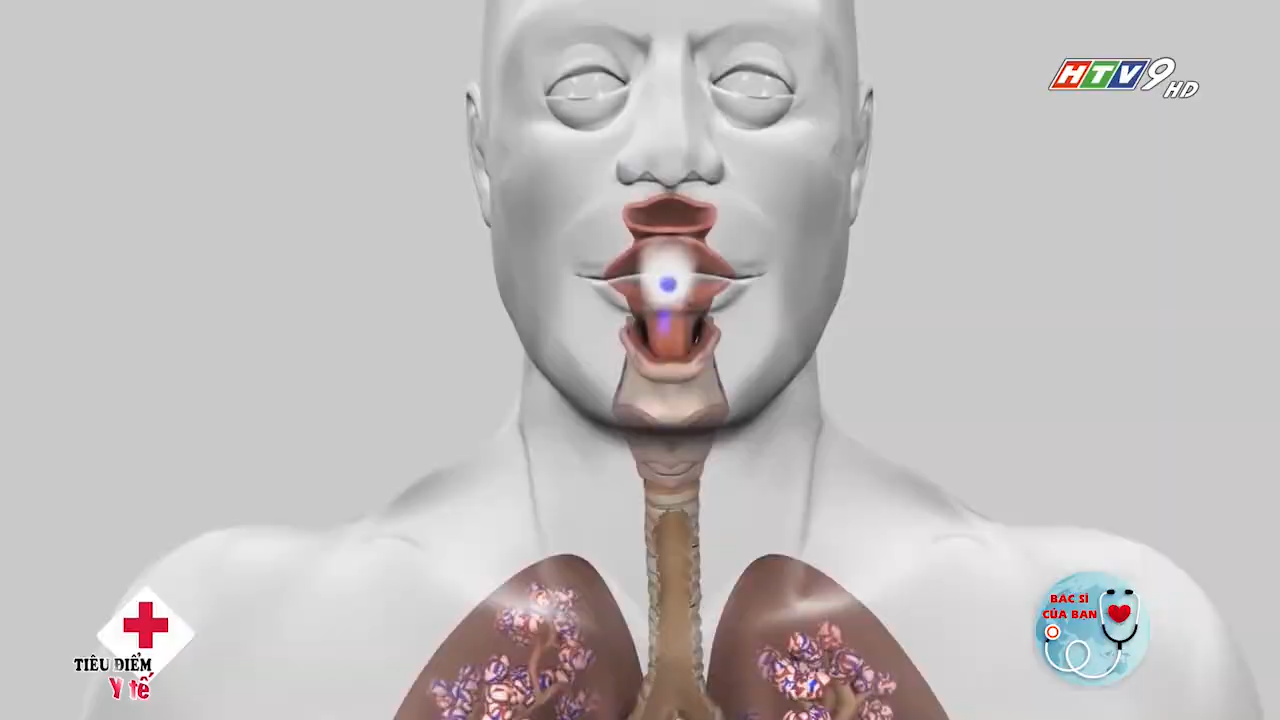 HTV9 HD
BÁC SĨ
CỦA BẠN
TIÊU ĐIỂM
Y tế